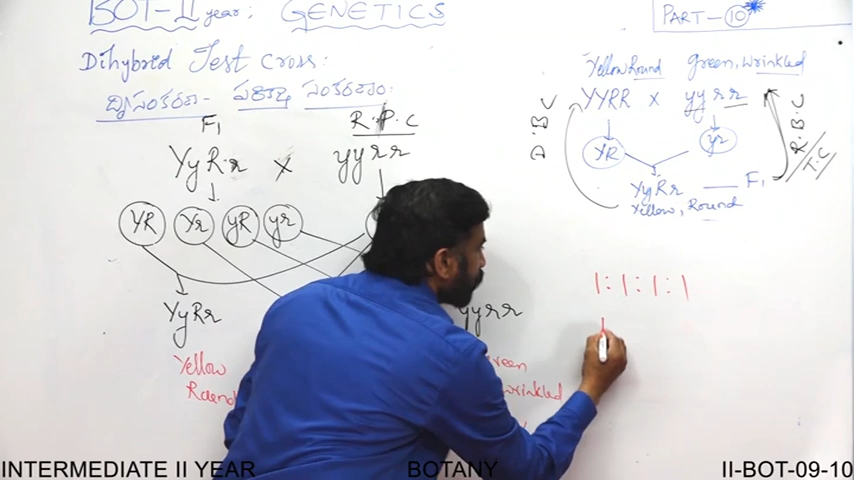 BOT-II year: GENETICS
PART-10
Dihybrid Test Cross:
ద్విసంకరణ- పరీక్షా సంకరణం.
F₁ R.P.C
YyRr x yyrr
YR Yr yR yr
YyRr yyrr
Yellow
Round
Wrinkled
Yellow Round Green, Wrinkled
YYRR x yyrr
YR yr
YyRr — F₁
Yellow, Round
D.B.C
R.B.C/T.C
1:1:1:1
INTERMEDIATE II YEAR BOTANY II-BOT-09-10